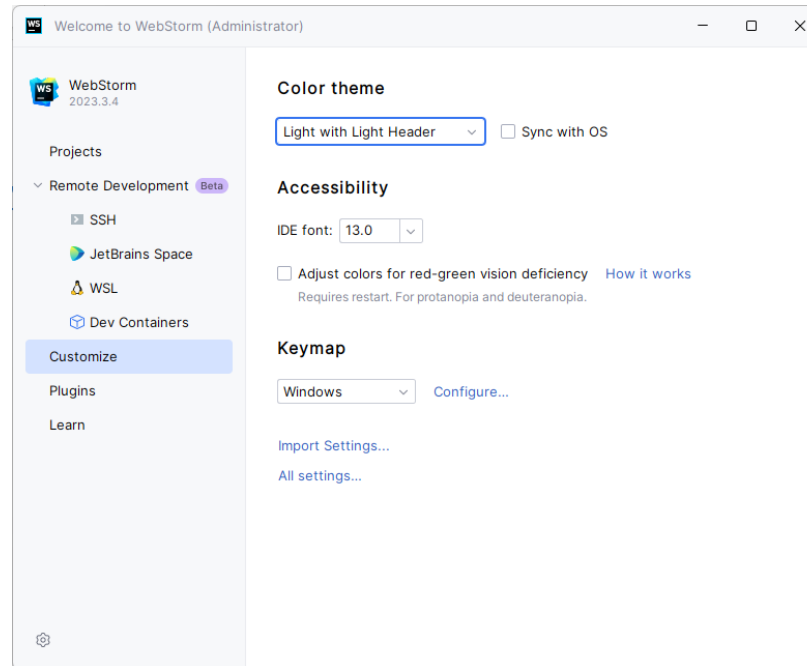 WS Welcome to WebStorm (Administrator)
WS WebStorm
2023.3.4
Projects
Remote Development Beta
SSH
JetBrains Space
WSL
Dev Containers
Customize
Plugins
Learn
Color theme
Light with Light Header Sync with OS
Accessibility
IDE font: 13.0
Adjust colors for red-green vision deficiency How it works
Requires restart. For protanopia and deuteranopia.
Keymap
Windows Configure...
Import Settings...
All settings...